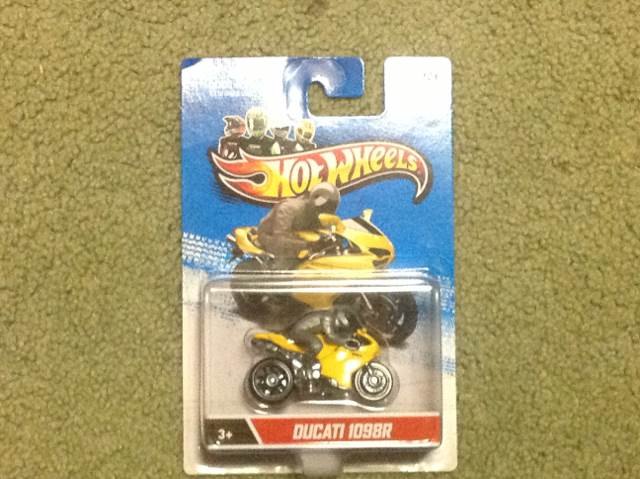 HOT WHEELS
3+
DUCATI 1098R